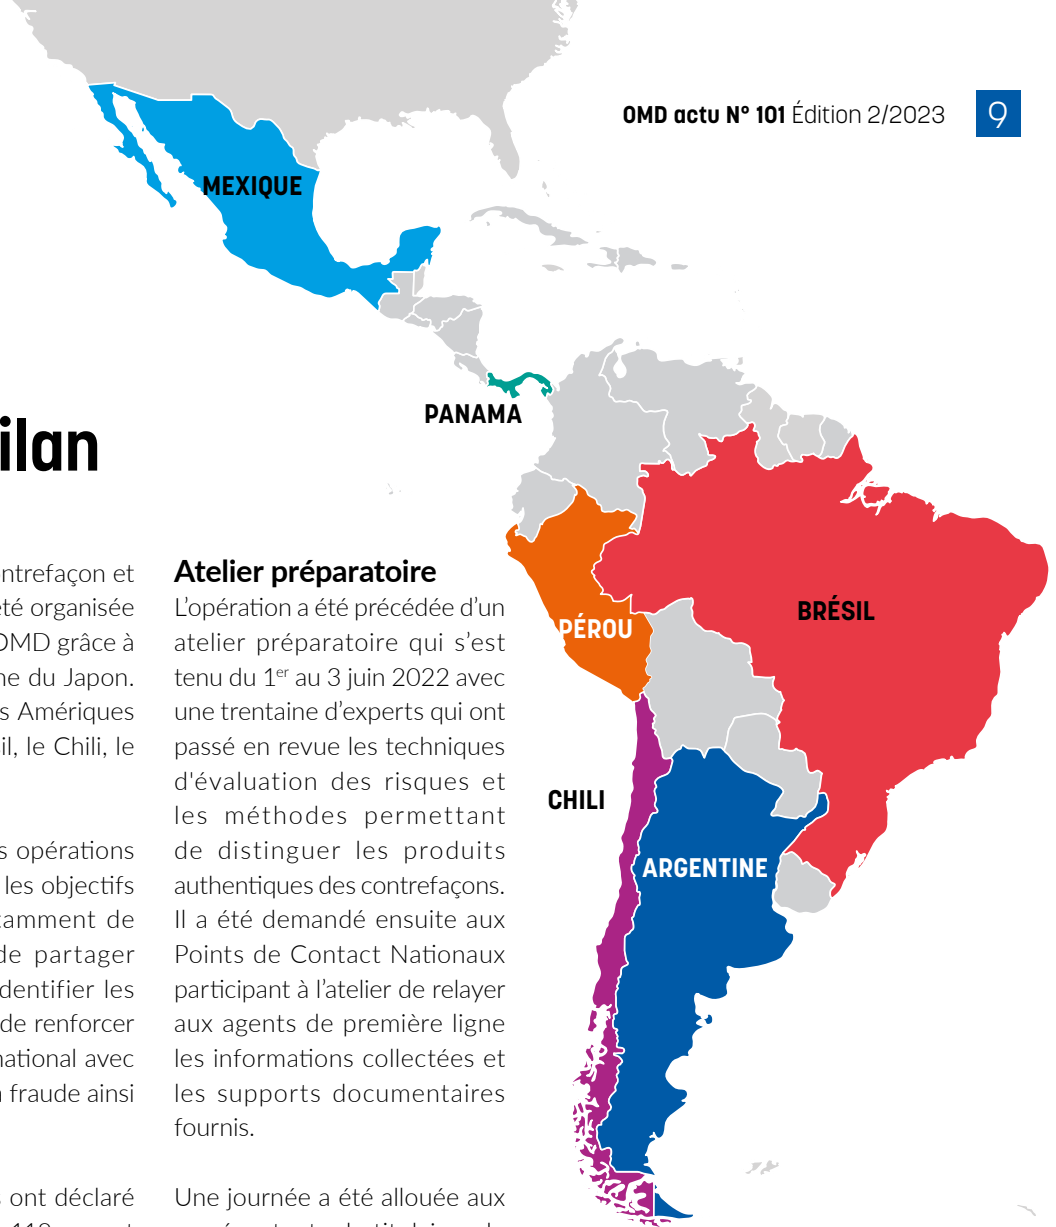 OMD actu N° 101 Édition 2/2023 9
MEXIQUE
PANAMA
BRÉSIL
PÉROU
CHILI
ARGENTINE
ilan
ntrefaçon et
été organisée
OMD grâce à
ne du Japon.
s Amériques
il, le Chili, le
s opérations
les objectifs
tamment de
de partager
dentifier les
de renforcer
national avec
fraude ainsi
ont déclaré
Atelier préparatoire
L'opération a été précédée d'un
atelier préparatoire qui s'est
tenu du 1er au 3 juin 2022 avec
une trentaine d'experts qui ont
passé en revue les techniques
d'évaluation des risques et
les méthodes permettant
de distinguer les produits
authentiques des contrefaçons.
Il a été demandé ensuite aux
Points de Contact Nationaux
participant à l'atelier de relayer
aux agents de première ligne
les informations collectées et
les supports documentaires
fournis.
Une journée a été allouée aux